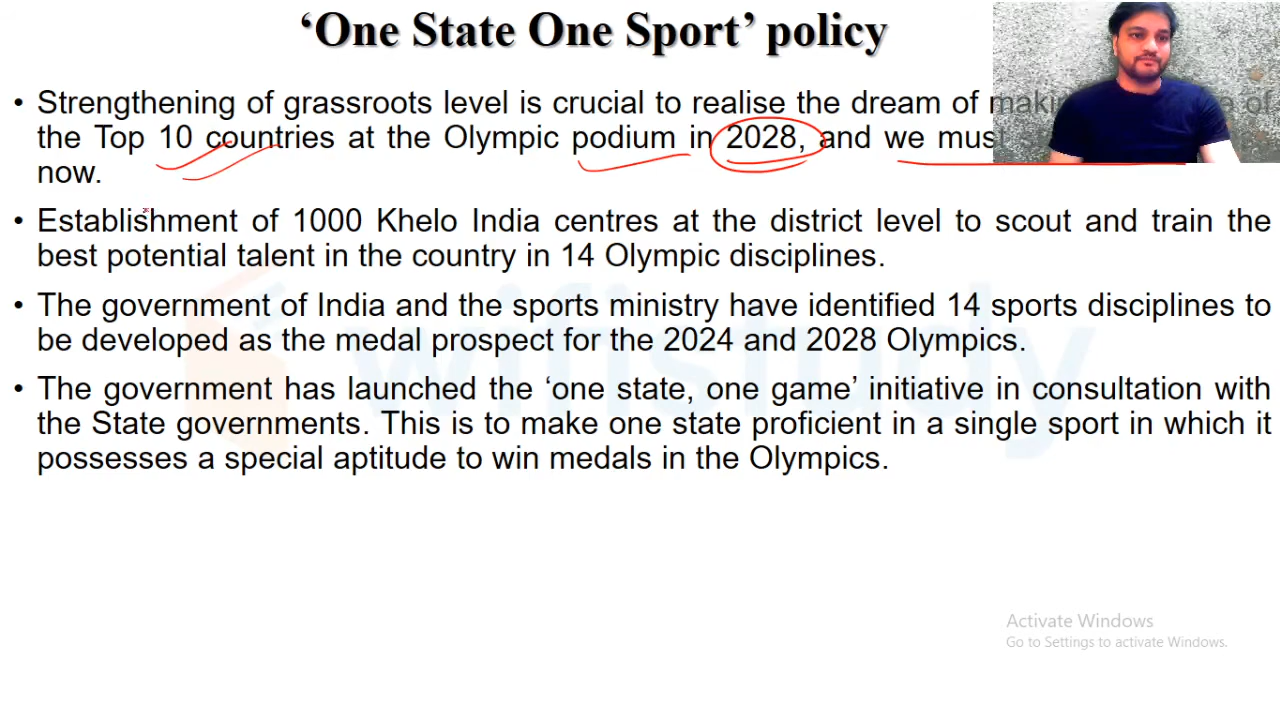 ‘One State One Sport’ policy
• Strengthening of grassroots level is crucial to realise the dream of of
the Top 10 countries at the Olympic podium in 2028, and we must
now.
• Establishment of 1000 Khelo India centres at the district level to scout and train the
best potential talent in the country in 14 Olympic disciplines.
• The government of India and the sports ministry have identified 14 sports disciplines to
be developed as the medal prospect for the 2024 and 2028 Olympics.
• The government has launched the ‘one state, one game’ initiative in consultation with
the State governments. This is to make one state proficient in a single sport in which it
possesses a special aptitude to win medals in the Olympics.
wifistudy
Activate Windows
Go to Settings to activate Windows.